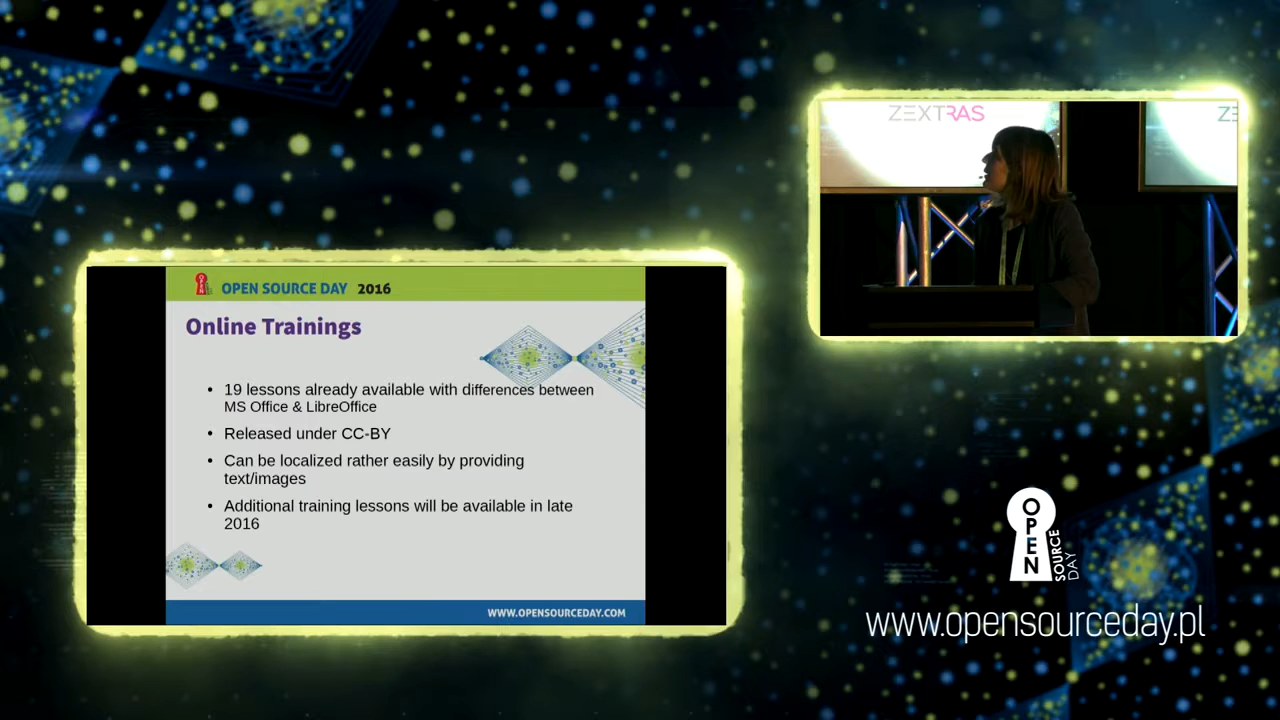 ZEXTRAS
ZE
OPEN SOURCE DAY 2016
Online Trainings
• 19 lessons already available with differences between
MS Office & LibreOffice
• Released under CC-BY
• Can be localized rather easily by providing
text/images
• Additional training lessons will be available in late
2016
WWW.OPENSOURCEDAY.COM
OPEN
SOURCE
DAY
www.opensourceday.pl